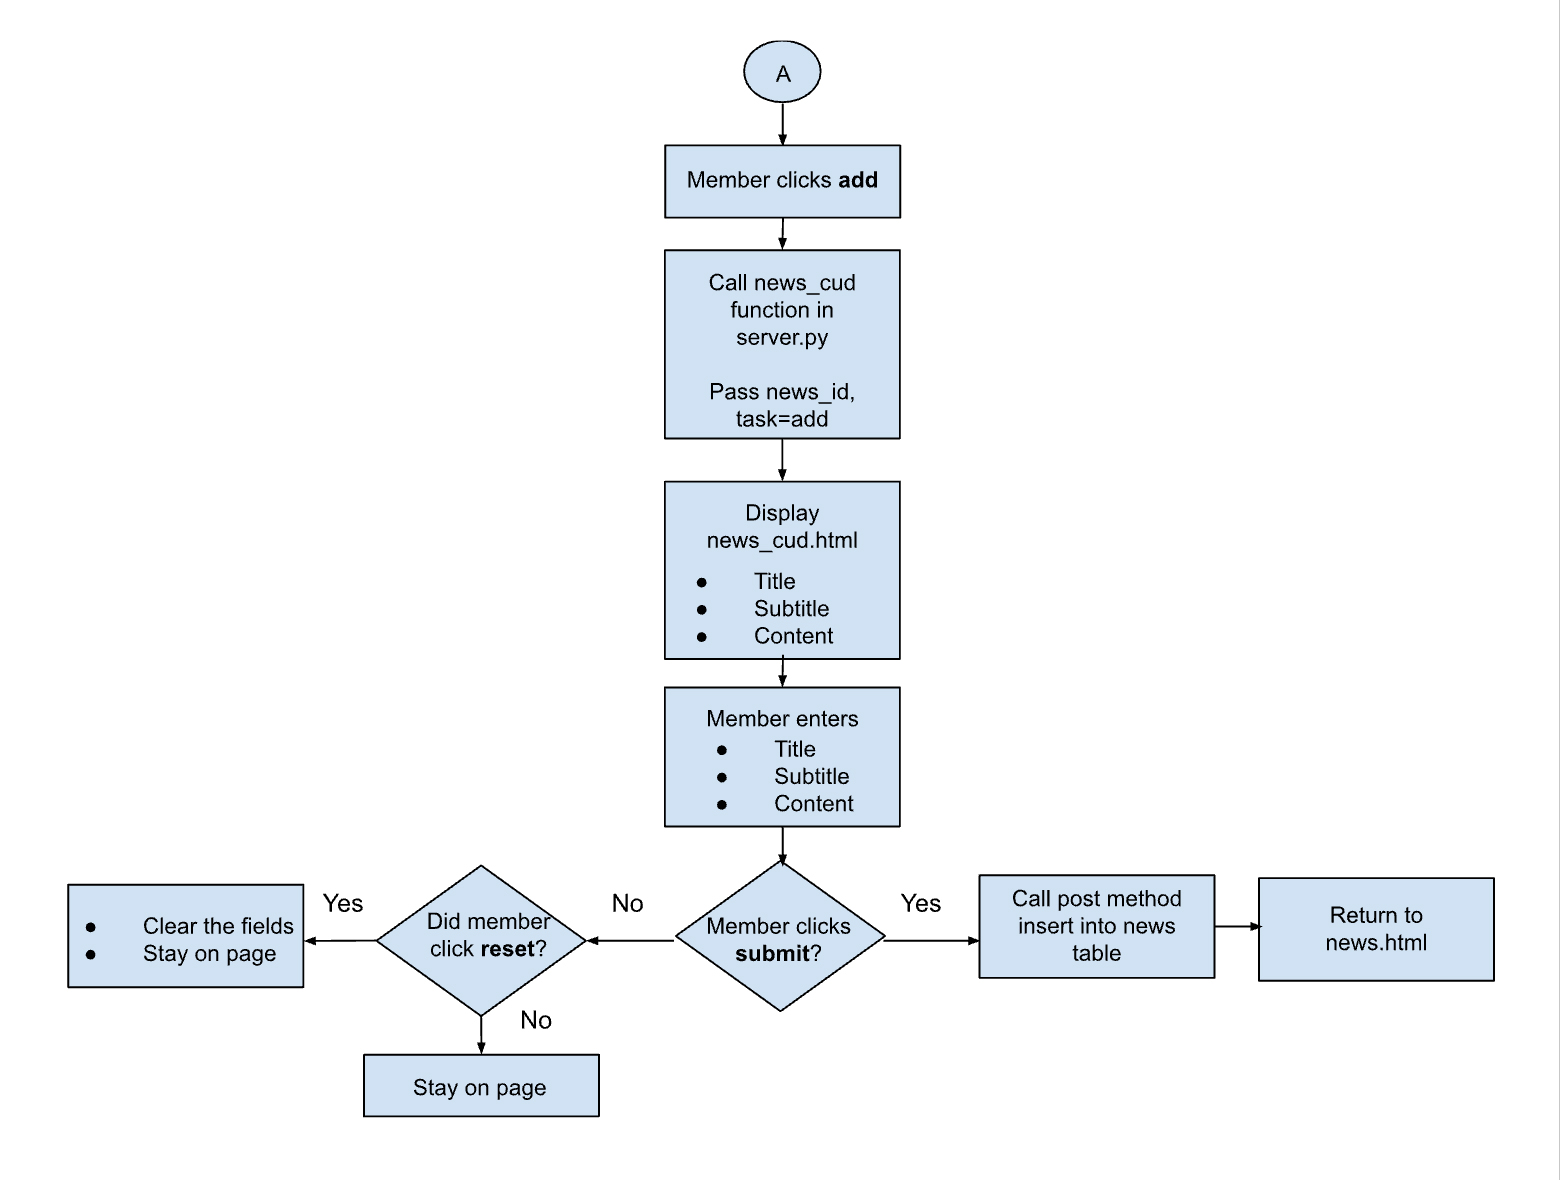 A
Member clicks add
Call news_cud
function in
server.py
Pass news_id,
task=add
Display
news_cud.html
● Title
● Subtitle
● Content
Member enters
● Title
● Subtitle
● Content
Member clicks
submit?
No
Yes
Did member
click reset?
Yes
● Clear the fields
● Stay on page
No
Stay on page
Call post method
insert into news
table
Return to
news.html